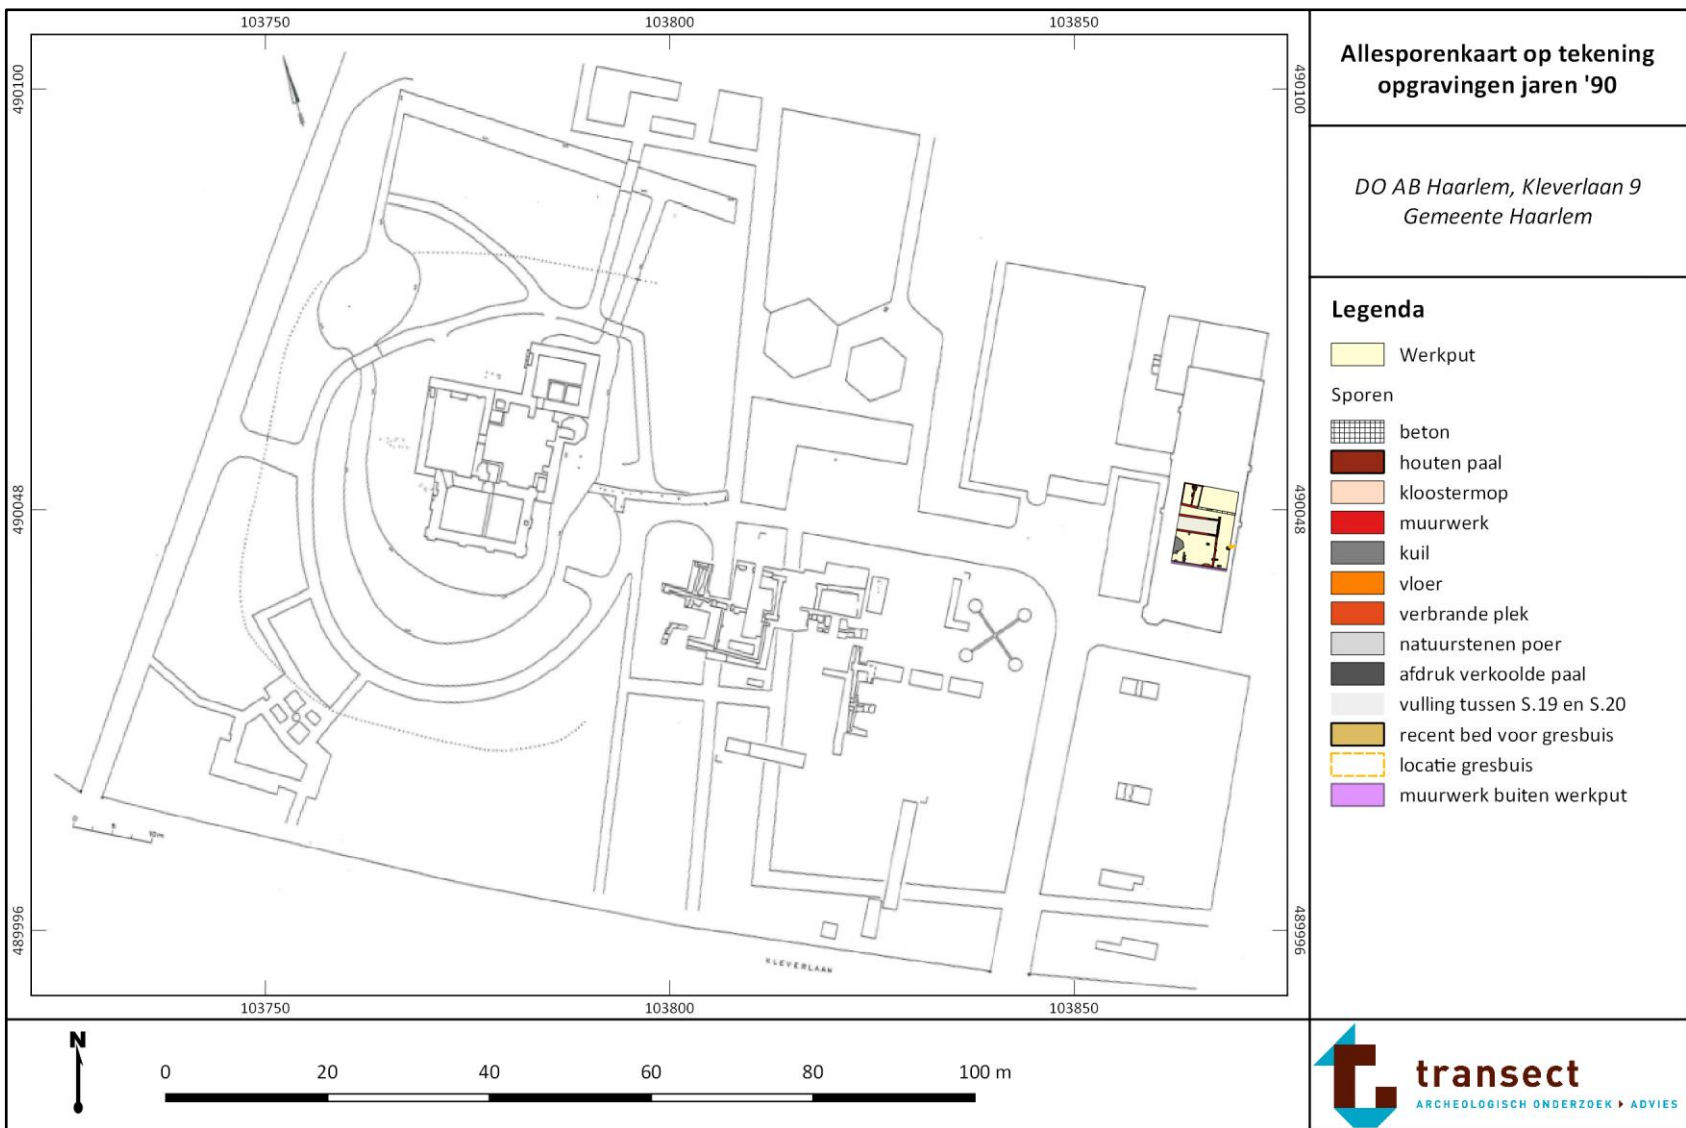 103750
103800
103850
490100
490100
490048
490048
489996
489996
0
5
10m
KLEVERLAAN
103750
103800
103850
N
0
20
40
60
80
100 m
Allesporenkaart op tekening
opgravingen jaren '90
DO AB Haarlem, Kleverlaan 9
Gemeente Haarlem
Legenda
Werkput
Sporen
beton
houten paal
kloostermop
muurwerk
kuil
vloer
verbrande plek
natuurstenen poer
afdruk verkoolde paal
vulling tussen S.19 en S.20
recent bed voor gresbuis
locatie gresbuis
muurwerk buiten werkput
transect
ARCHEOLOGISCH ONDERZOEK ▸ ADVIES